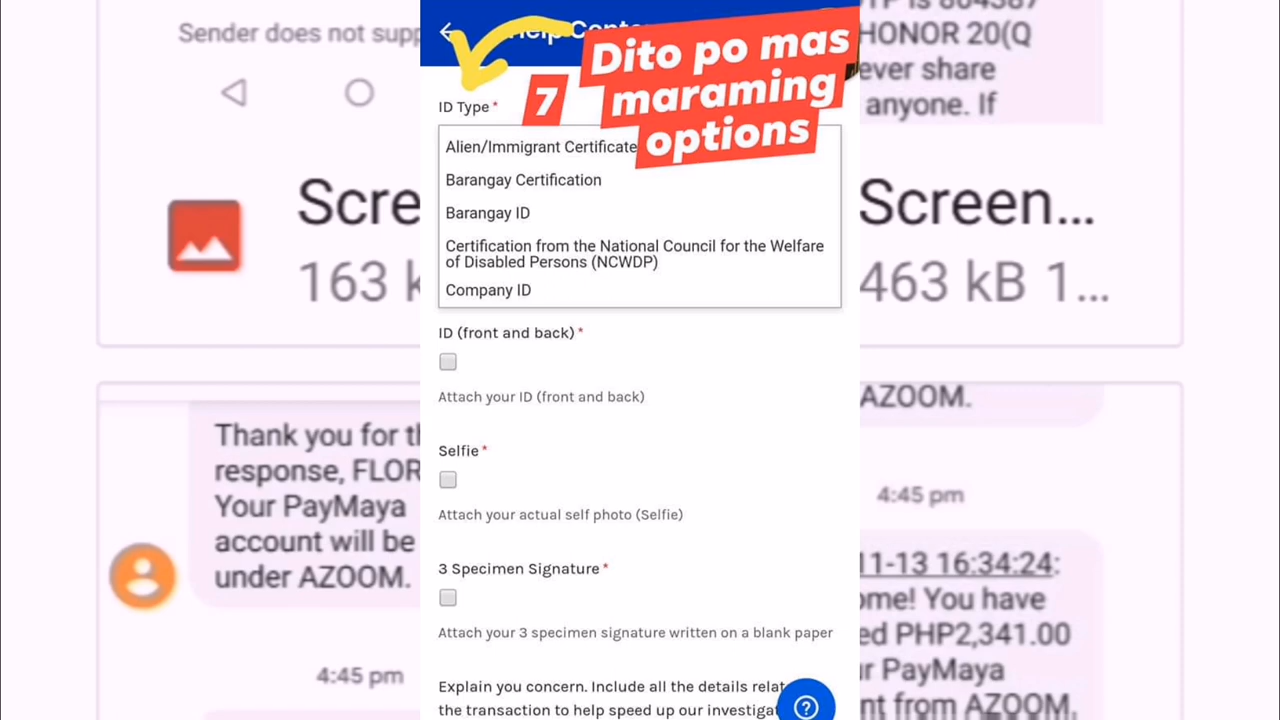 Sender does not supp
Scre
163 k
Thank you for th
response, FLOR
Your PayMaya
account will be
under AZOOM.
4:45 pm
Help Cent
Dito po mas
maraming
options
7
ID Type *
Alien/Immigrant Certificate
Barangay Certification
Barangay ID
Certification from the National Council for the Welfare
of Disabled Persons (NCWDP)
Company ID
ID (front and back) *
Attach your ID (front and back)
Selfie *
Attach your actual self photo (Selfie)
3 Specimen Signature *
Attach your 3 specimen signature written on a blank paper
Explain you concern. Include all the details relat
the transaction to help speed up our investiga
HONOR 20(Q
ever share
anyone. If
Screen...
463 kB 1...
AZOOM.
4:45 pm
11-13 16:34:24:
ome! You have
ed PHP2,341.00
r PayMaya
nt from AZOOM.